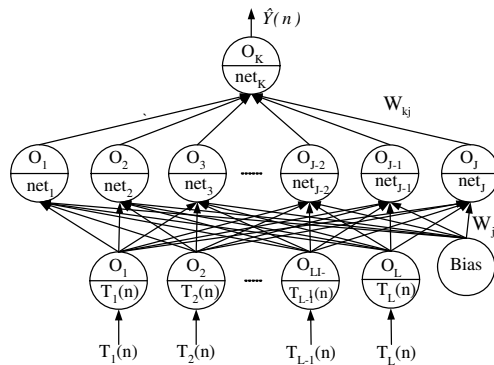 Ŷ(n)
O_K
net_K
W_kj
O_1 O_2 O_3 ...... O_J-2 O_J-1 O_J
net_1 net_2 net_3 net_J-2 net_J-1 net_J
W_j
O_1 O_2 ...... O_LI- O_L Bias
T_1(n) T_2(n) T_L-1(n) T_L(n)
T_1(n) T_2(n) T_L-1(n) T_L(n)